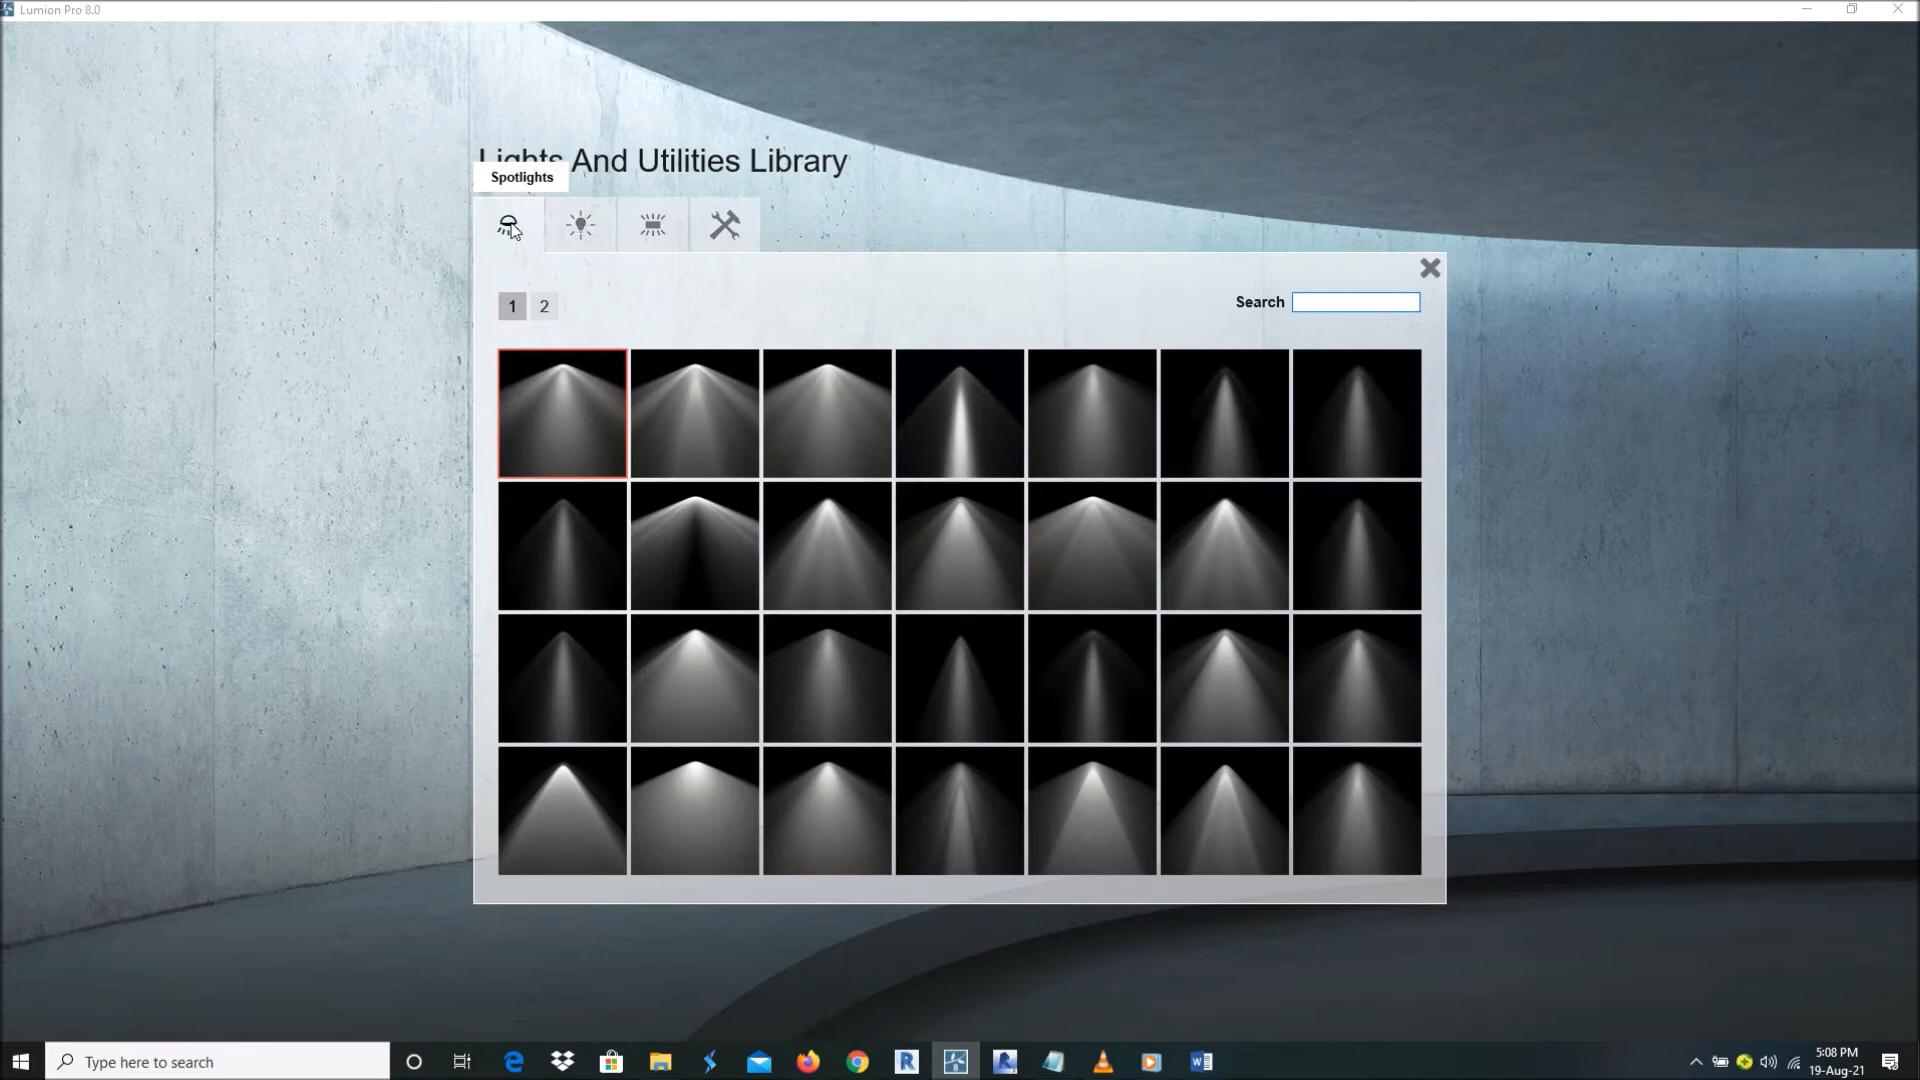 Lumion Pro 8.0
Lights And Utilities Library
Spotlights
1 2
Search
Type here to search
8
5:08 PM
19-Aug-21